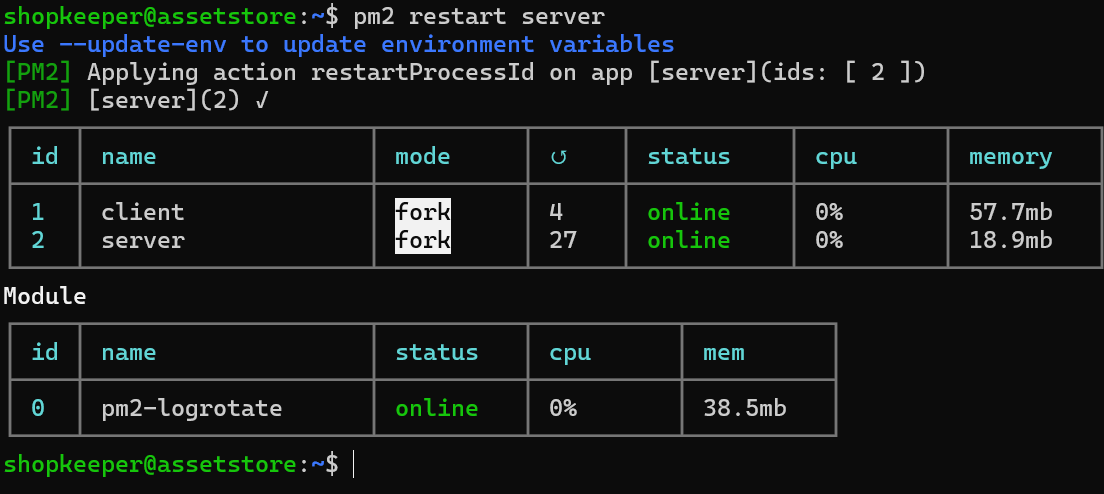 shopkeeper@assetstore:~$ pm2 restart server
Use --update-env to update environment variables
[PM2] Applying action restartProcessId on app [server](ids: [ 2 ])
[PM2] [server](2) ✓
id name mode ↺ status cpu memory
1 client fork 4 online 0% 57.7mb
2 server fork 27 online 0% 18.9mb
Module
id name status cpu mem
0 pm2-logrotate online 0% 38.5mb
shopkeeper@assetstore:~$